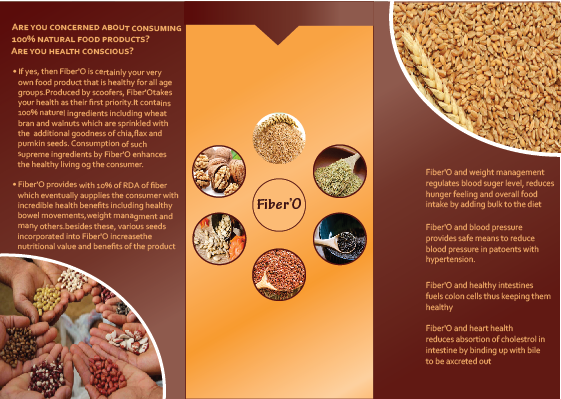 ARE YOU CONCERNED ABOUT CONSUMING
100% NATURAL FOOD PRODUCTS?
ARE YOU HEALTH CONSCIOUS?
• If yes, then Fiber'O is certainly your very
own food product that is healthy for all age
groups.Produced by scoofers, Fiber'Otakes
your health as their first priority.It contains
100% naturel ingredients including wheat
bran and walnuts which are sprinkled with
the additional goodness of chia,flax and
pumkin seeds. Consumption of such
supreme ingredients by Fiber'O enhances
the healthy living og the consumer.
• Fiber'O provides with 10% of RDA of fiber
which eventually aupplies the consumer with
incredible health benefits including healthy
bowel movements,weight managment and
many others.besides these, various seeds
incorporated into Fiber'O increasethe
nutritional value and benefits of the product
Fiber'O
Fiber'O and weight management
regulates blood suger level, reduces
hunger feeling and overall food
intake by adding bulk to the diet
Fiber'O and blood pressure
provides safe means to reduce
blood pressure in patoents with
hypertension.
Fiber'O and healthy intestines
fuels colon cells thus keeping them
healthy
Fiber'O and heart health
reduces absortion of cholestrol in
intestine by binding up with bile
to be axcreted out